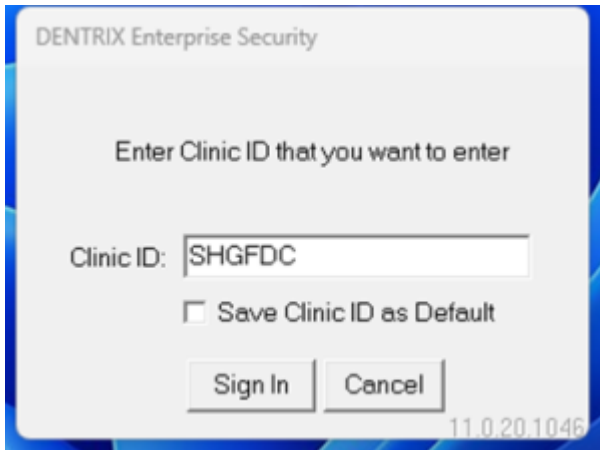 DENTRIX Enterprise Security
Enter Clinic ID that you want to enter
Clinic ID: SHGFDC
Save Clinic ID as Default
Sign In Cancel
11.0.20.1046